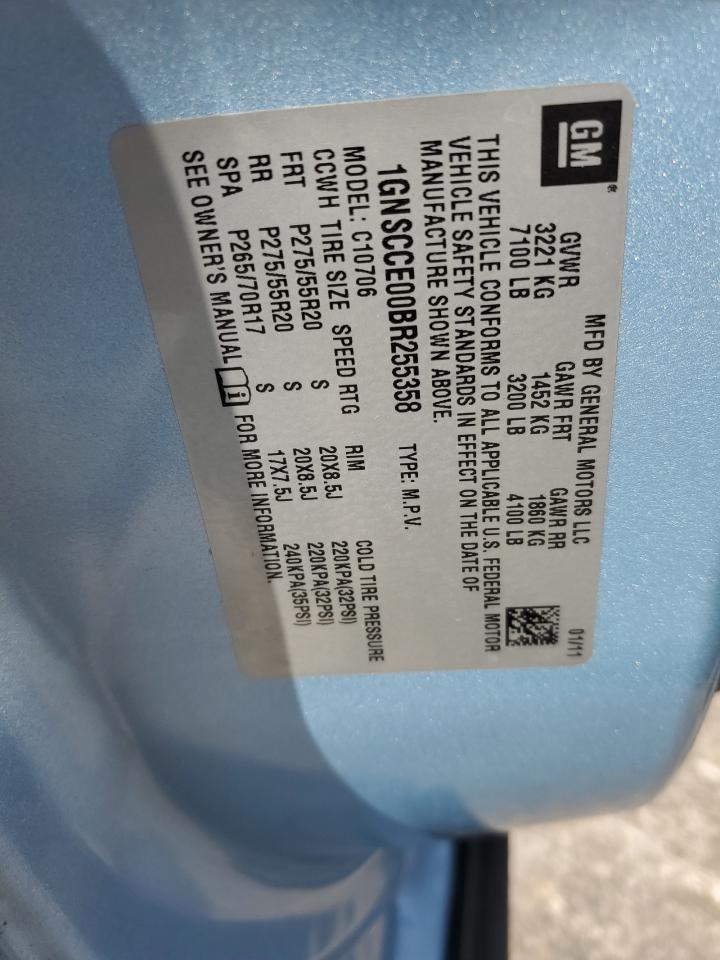 GM®
MFD BY GENERAL MOTORS LLC 01/11
GVWR GAWR FRT GAWR RR
3221 KG 1452 KG 1860 KG
7100 LB 3200 LB 4100 LB
THIS VEHICLE CONFORMS TO ALL APPLICABLE U.S. FEDERAL MOTOR
VEHICLE SAFETY STANDARDS IN EFFECT ON THE DATE OF
MANUFACTURE SHOWN ABOVE.
1GNSCCE00BR255358 TYPE: M.P.V.
MODEL: C10706
CCWH TIRE SIZE SPEED RTG RIM COLD TIRE PRESSURE
FRT P275/55R20 S 20X8.5J 220KPA(32PSI)
RR P275/55R20 S 20X8.5J 220KPA(32PSI)
SPA P265/70R17 17X7.5J 240KPA(35PSI)
SEE OWNER'S MANUAL FOR MORE INFORMATION.